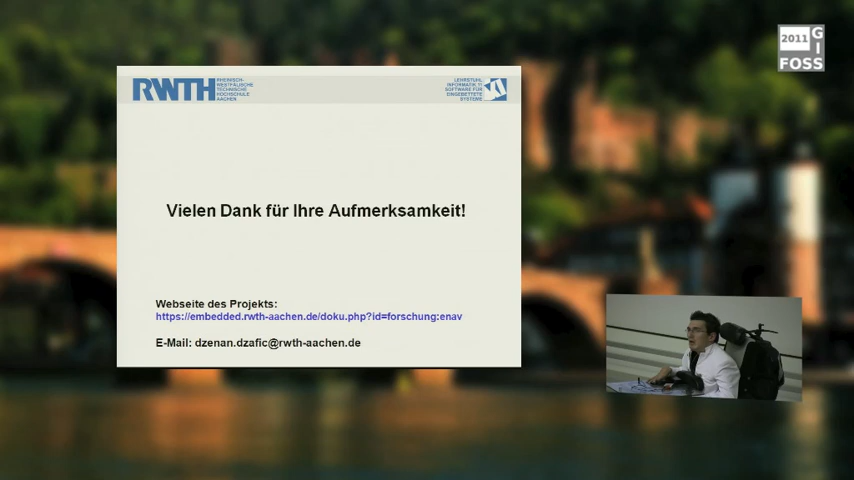 2011 GI
FOSS
RWTH RHEINISCH-
WESTFÄLISCHE
TECHNISCHE
HOCHSCHULE
AACHEN
LEHRSTUHL
INFORMATIK 11
SOFTWARE FÜR
EINGEBETTETE
SYSTEME
Vielen Dank für Ihre Aufmerksamkeit!
Webseite des Projekts:
https://embedded.rwth-aachen.de/doku.php?id=forschung:enav
E-Mail: dzenan.dzafic@rwth-aachen.de